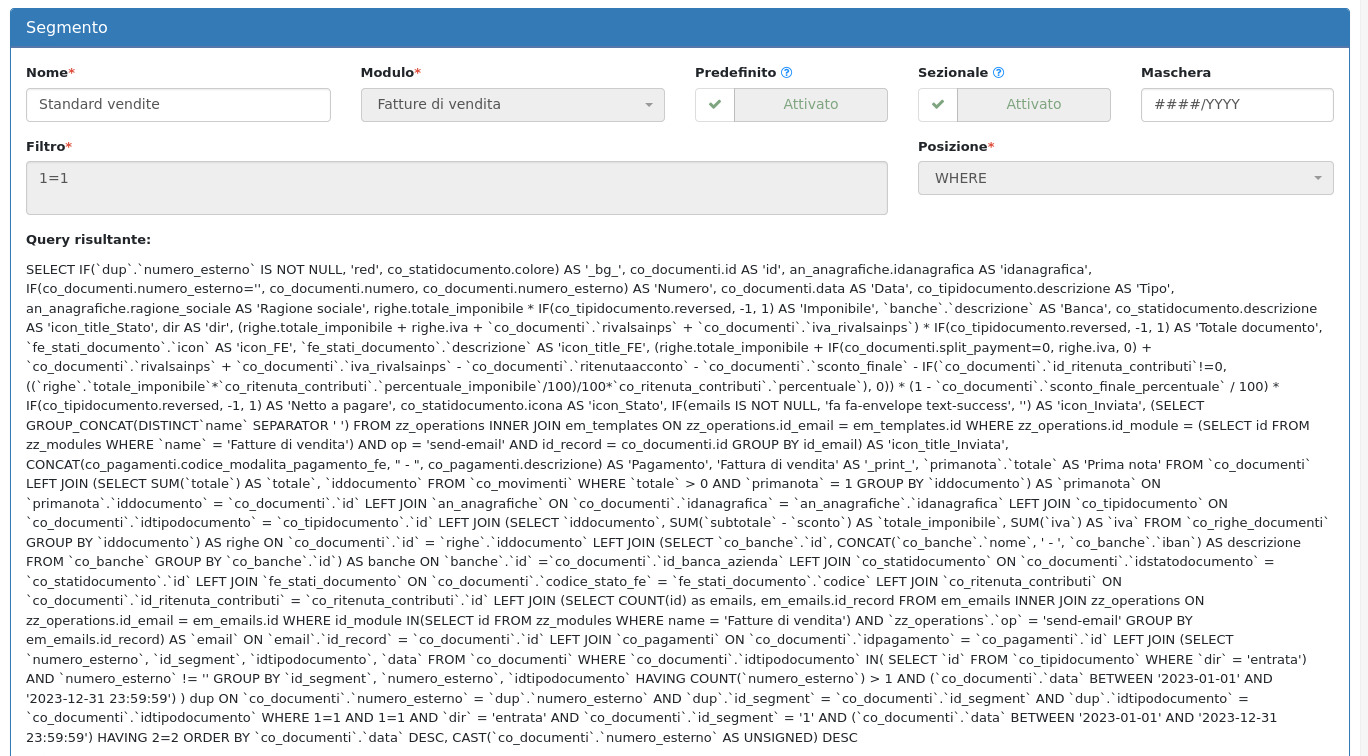 Segmento
Nome* Modulo* Predefinito Sezionale Maschera
Standard vendite Fatture di vendita Attivato Attivato ####/YYYY
Filtro* Posizione*
1=1 WHERE
Query risultante:
SELECT IF(`dup`.`numero_esterno` IS NOT NULL, 'red', co_statidocumento.colore) AS '_bg_', co_documenti.id AS 'id', an_anagrafiche.idanagrafica AS 'idanagrafica',
IF(co_documenti.numero_esterno='', co_documenti.numero, co_documenti.numero_esterno) AS 'Numero', co_documenti.data AS 'Data', co_tipidocumento.descrizione AS 'Tipo',
an_anagrafiche.ragione_sociale AS 'Ragione sociale', righe.totale_imponibile * IF(co_tipidocumento.reversed, -1, 1) AS 'Imponibile', `banche`.`descrizione` AS 'Banca', co_statidocumento.descrizione
AS 'icon_title_Stato', dir AS 'dir', (righe.totale_imponibile + righe.iva + `co_documenti`.`rivalsainps` + `co_documenti`.`iva_rivalsainps`) * IF(co_tipidocumento.reversed, -1, 1) AS 'Totale documento',
`fe_stati_documento`.`icon` AS 'icon_FE', `fe_stati_documento`.`descrizione` AS 'icon_title_FE', (righe.totale_imponibile + IF(co_documenti.split_payment=0, righe.iva, 0) +
`co_documenti`.`rivalsainps` + `co_documenti`.`iva_rivalsainps` - `co_documenti`.`ritenutaacconto` - `co_documenti`.`sconto_finale` - IF(`co_documenti`.`id_ritenuta_contributi`!=0,
((`righe`.`totale_imponibile`*`co_ritenuta_contributi`.`percentuale_imponibile`/100)/100*`co_ritenuta_contributi`.`percentuale`), 0)) * (1 - `co_documenti`.`sconto_finale_percentuale` / 100) *
IF(co_tipidocumento.reversed, -1, 1) AS 'Netto a pagare', co_statidocumento.icona AS 'icon_Stato', IF(emails IS NOT NULL, 'fa fa-envelope text-success', '') AS 'icon_Inviata', (SELECT
GROUP_CONCAT(DISTINCT`name` SEPARATOR ' ') FROM zz_operations INNER JOIN em_templates ON zz_operations.id_email = em_templates.id WHERE zz_operations.id_module = (SELECT id FROM
zz_modules WHERE `name` = 'Fatture di vendita') AND op = 'send-email' AND id_record = co_documenti.id GROUP BY id_email) AS 'icon_title_Inviata',
CONCAT(co_pagamenti.codice_modalita_pagamento_fe, " - ", co_pagamenti.descrizione) AS 'Pagamento', 'Fattura di vendita' AS '_print_', `primanota`.`totale` AS 'Prima nota' FROM `co_documenti`
LEFT JOIN (SELECT SUM(`totale`) AS `totale`, `iddocumento` FROM `co_movimenti` WHERE `totale` > 0 AND `primanota` = 1 GROUP BY `iddocumento`) AS `primanota` ON
`primanota`.`iddocumento` = `co_documenti`.`id` LEFT JOIN `an_anagrafiche` ON `co_documenti`.`idanagrafica` = `an_anagrafiche`.`idanagrafica` LEFT JOIN `co_tipidocumento` ON
`co_documenti`.`idtipodocumento` = `co_tipidocumento`.`id` LEFT JOIN (SELECT `iddocumento`, SUM(`subtotale` - `sconto`) AS `totale_imponibile`, SUM(`iva`) AS `iva` FROM `co_righe_documenti`
GROUP BY `iddocumento`) AS righe ON `co_documenti`.`id` = `righe`.`iddocumento` LEFT JOIN (SELECT `co_banche`.`id`, CONCAT(`co_banche`.`nome`, ' - ', `co_banche`.`iban`) AS descrizione
FROM `co_banche` GROUP BY `co_banche`.`id`) AS banche ON `banche`.`id` =`co_documenti`.`id_banca_azienda` LEFT JOIN `co_statidocumento` ON `co_documenti`.`idstatodocumento` =
`co_statidocumento`.`id` LEFT JOIN `fe_stati_documento` ON `co_documenti`.`codice_stato_fe` = `fe_stati_documento`.`codice` LEFT JOIN `co_ritenuta_contributi` ON
`co_documenti`.`id_ritenuta_contributi` = `co_ritenuta_contributi`.`id` LEFT JOIN (SELECT COUNT(id) as emails, em_emails.id_record FROM em_emails INNER JOIN zz_operations ON
zz_operations.id_email = em_emails.id WHERE id_module IN(SELECT id FROM zz_modules WHERE name = 'Fatture di vendita') AND `zz_operations`.`op` = 'send-email' GROUP BY
em_emails.id_record) AS `email` ON `email`.`id_record` = `co_documenti`.`id` LEFT JOIN `co_pagamenti` ON `co_documenti`.`idpagamento` = `co_pagamenti`.`id` LEFT JOIN (SELECT
`numero_esterno`, `id_segment`, `idtipodocumento`, `data` FROM `co_documenti` WHERE `co_documenti`.`idtipodocumento` IN( SELECT `id` FROM `co_tipidocumento` WHERE `dir` = 'entrata')
AND `numero_esterno` != '' GROUP BY `id_segment`, `numero_esterno`, `idtipodocumento` HAVING COUNT(`numero_esterno`) > 1 AND (`co_documenti`.`data` BETWEEN '2023-01-01' AND
'2023-12-31 23:59:59') ) dup ON `co_documenti`.`numero_esterno` = `dup`.`numero_esterno` AND `dup`.`id_segment` = `co_documenti`.`id_segment` AND `dup`.`idtipodocumento` =
`co_documenti`.`idtipodocumento` WHERE 1=1 AND 1=1 AND `dir` = 'entrata' AND `co_documenti`.`id_segment` = '1' AND (`co_documenti`.`data` BETWEEN '2023-01-01' AND '2023-12-31
23:59:59') HAVING 2=2 ORDER BY `co_documenti`.`data` DESC, CAST(`co_documenti`.`numero_esterno` AS UNSIGNED) DESC